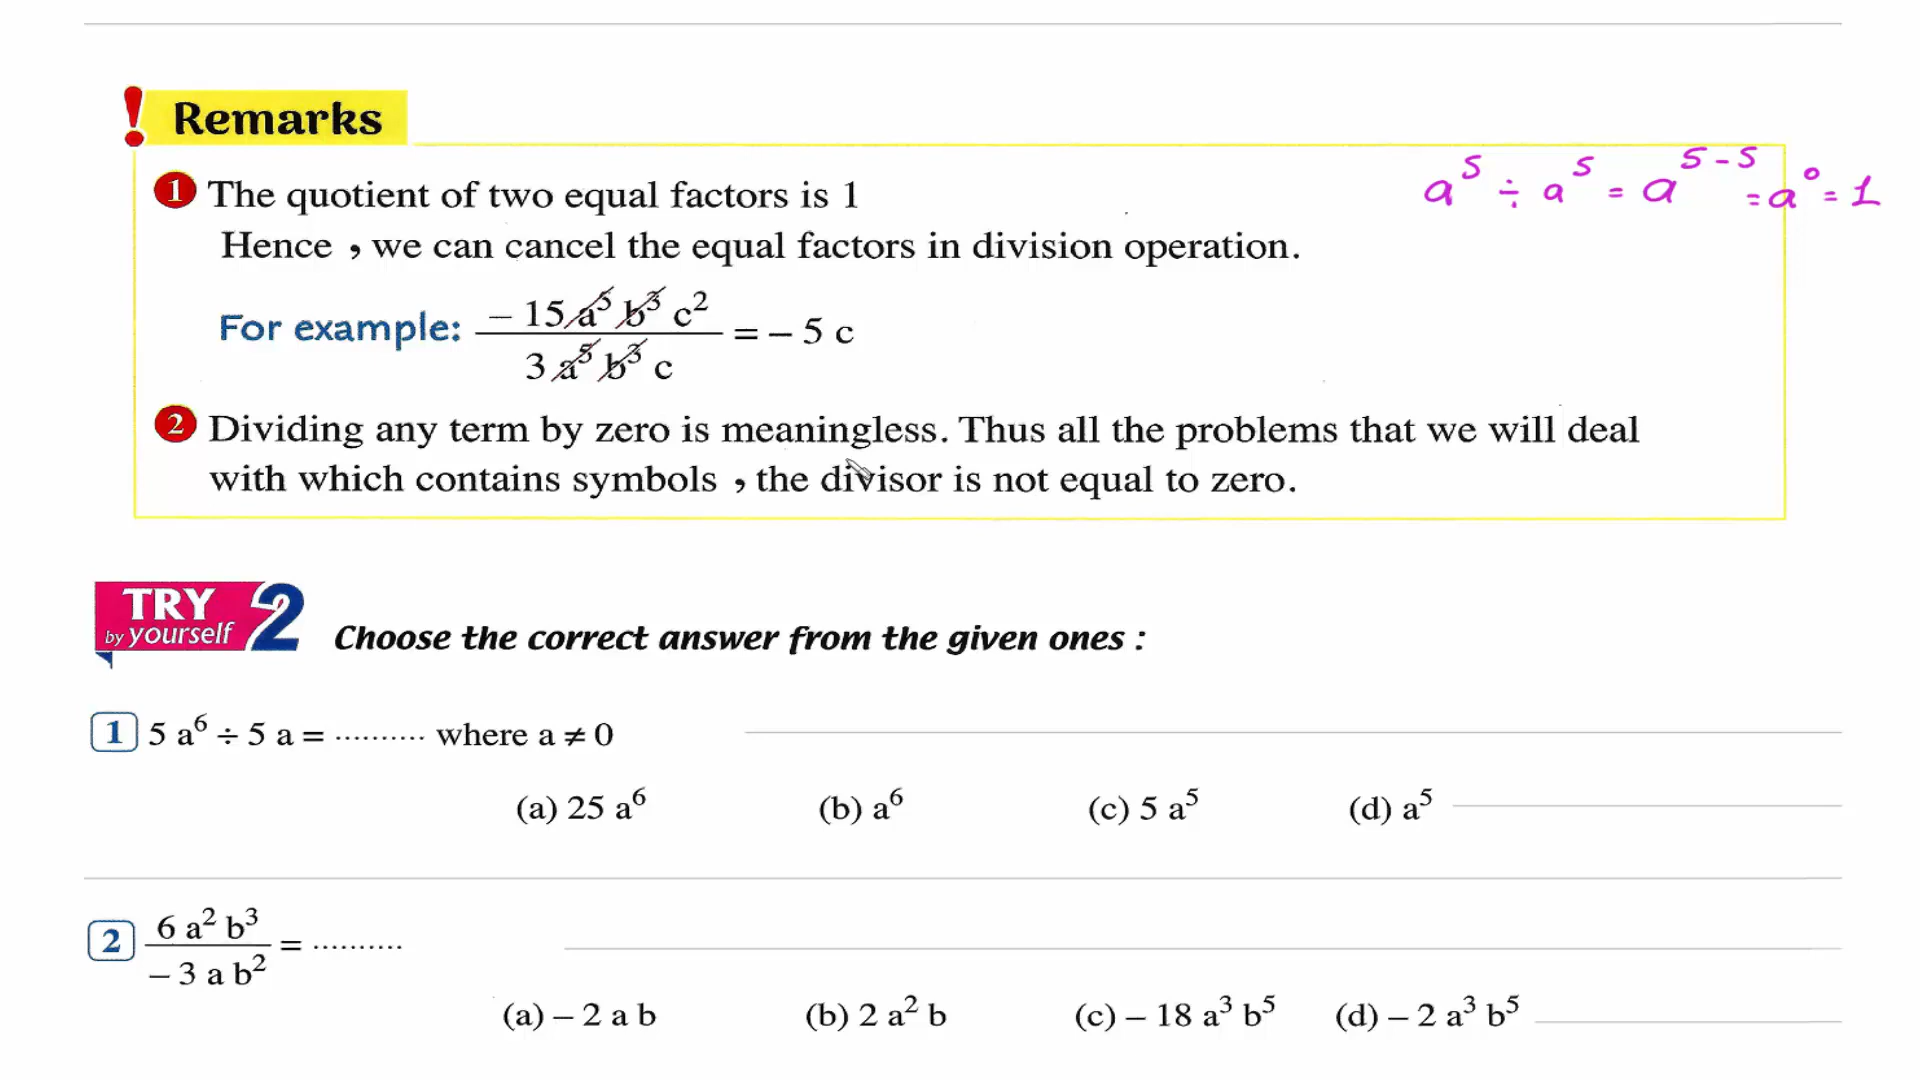 Remarks
1 The quotient of two equal factors is 1
a⁵ ÷ a⁵ = a⁵⁻⁵ = a⁰ = 1
Hence , we can cancel the equal factors in division operation.
For example: – 15 a⁵ b³ c² / 3 a⁵ b³ c = – 5 c
2 Dividing any term by zero is meaningless. Thus all the problems that we will deal
with which contains symbols , the divisor is not equal to zero.
TRY by yourself 2
Choose the correct answer from the given ones :
1 5 a⁶ ÷ 5 a = .......... where a ≠ 0
(a) 25 a⁶ (b) a⁶ (c) 5 a⁵ (d) a⁵
2 6 a² b³ / – 3 a b² = ..........
(a) – 2 a b (b) 2 a² b (c) – 18 a³ b⁵ (d) – 2 a³ b⁵